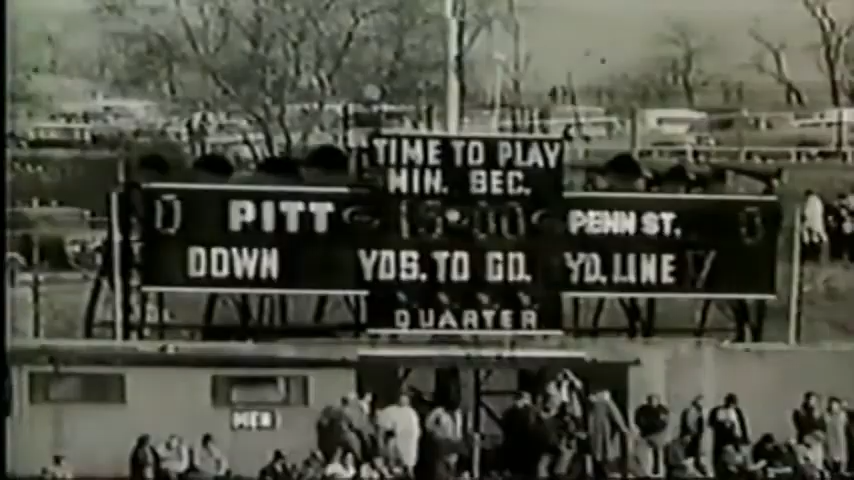 TIME TO PLAY
MIN. SEC.
0 PITT 15:00 PENN ST. 0
DOWN YDS. TO GO. YD. LINE
QUARTER
MEN